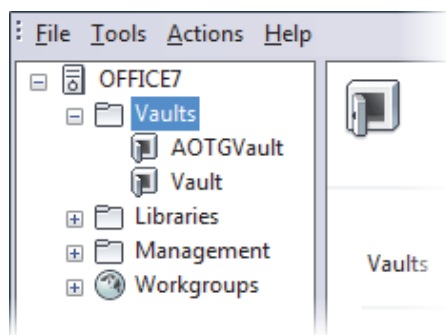 File Tools Actions Help
OFFICE7
Vaults
AOTGVault
Vault
Libraries
Management
Workgroups
Vaults